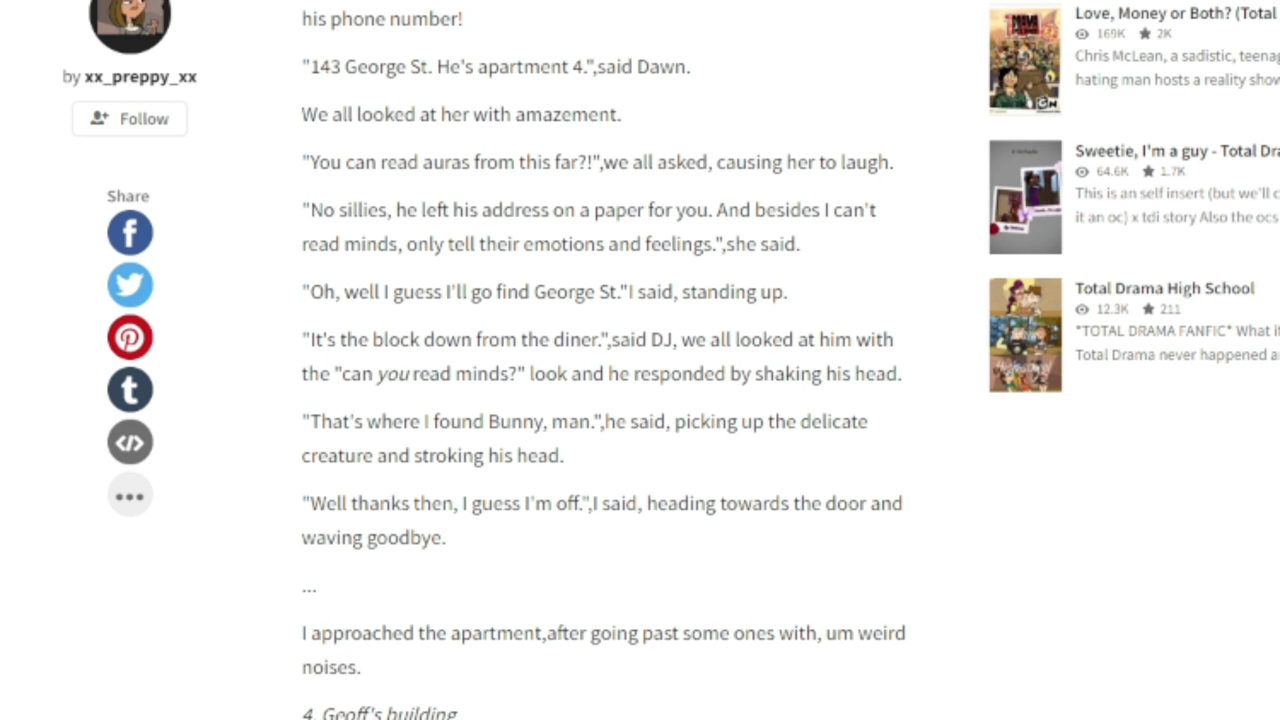 his phone number!
by xx_preppy_xx
Follow
Share
"143 George St. He's apartment 4.",said Dawn.
We all looked at her with amazement.
"You can read auras from this far?!",we all asked, causing her to laugh.
"No sillies, he left his address on a paper for you. And besides I can't
read minds, only tell their emotions and feelings.",she said.
"Oh, well I guess I'll go find George St."I said, standing up.
"It's the block down from the diner.",said DJ, we all looked at him with
the "can you read minds?" look and he responded by shaking his head.
"That's where I found Bunny, man.",he said, picking up the delicate
creature and stroking his head.
"Well thanks then, I guess I'm off.",I said, heading towards the door and
waving goodbye.
...
I approached the apartment,after going past some ones with, um weird
noises.
4. Geoff's building
Love, Money or Both? (Total
169K 2K
Chris McLean, a sadistic, teenag
hating man hosts a reality show
Sweetie, I'm a guy - Total Dra
64.6K 1.7K
This is an self insert (but we'll c
it an oc) x tdi story Also the ocs
Total Drama High School
12.3K 211
*TOTAL DRAMA FANFIC* What if
Total Drama never happened a